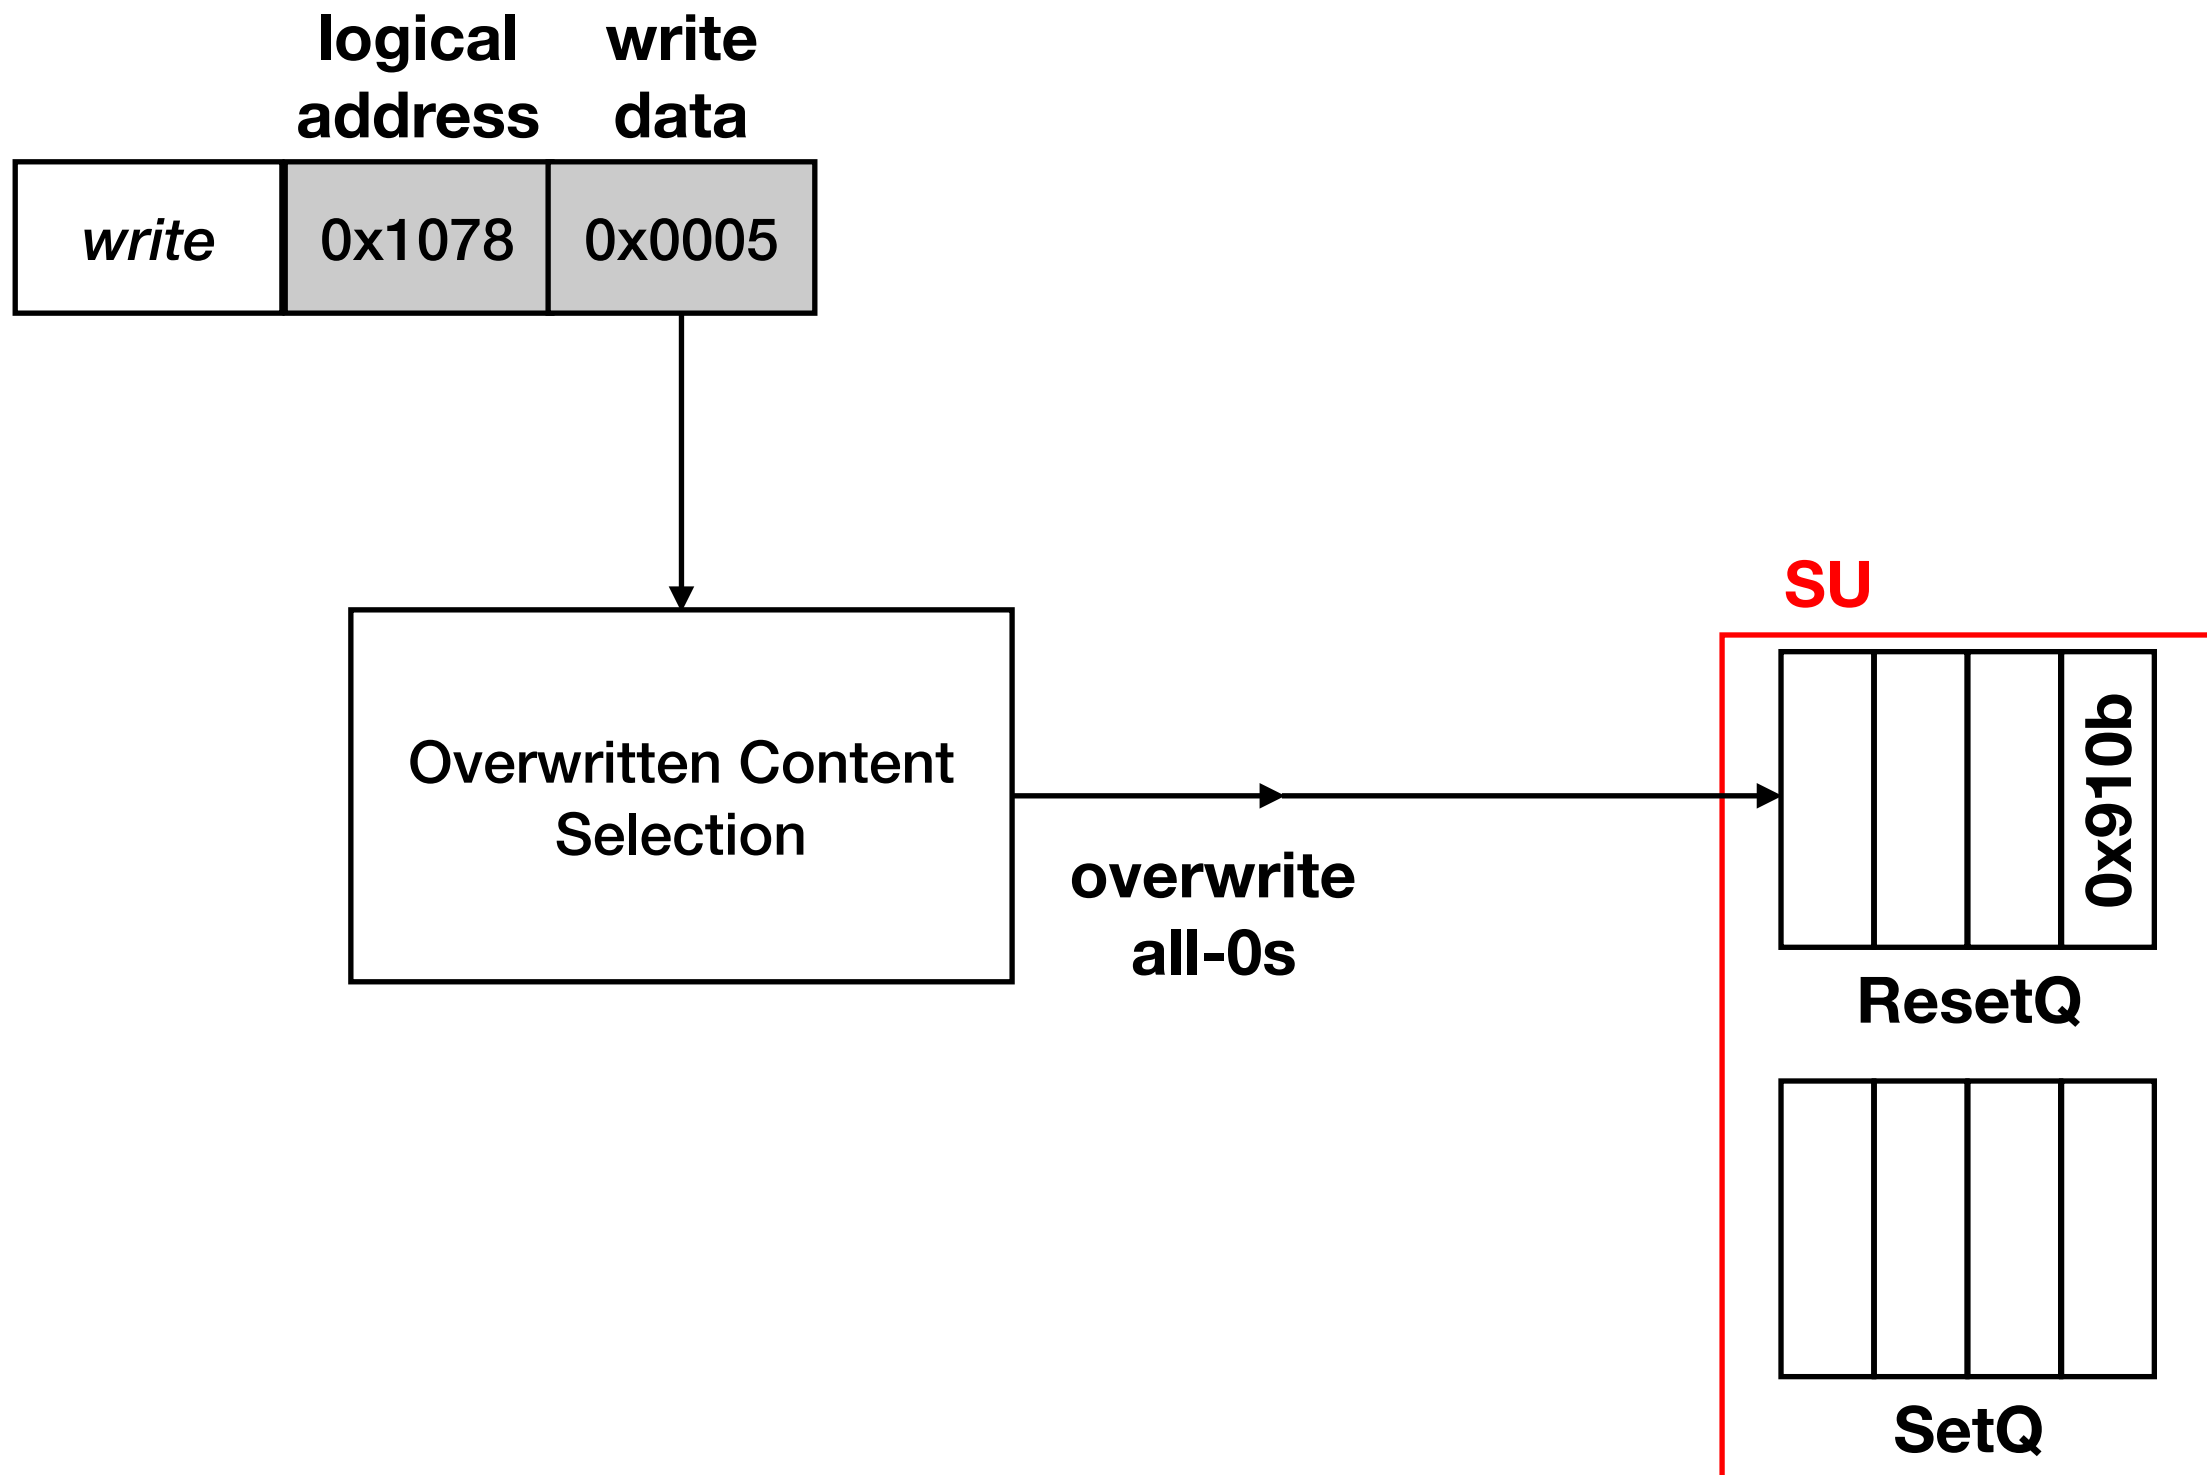 logical
address
write
data
write
0x1078
0x0005
Overwritten Content
Selection
overwrite
all-0s
SU
0x910b
ResetQ
SetQ